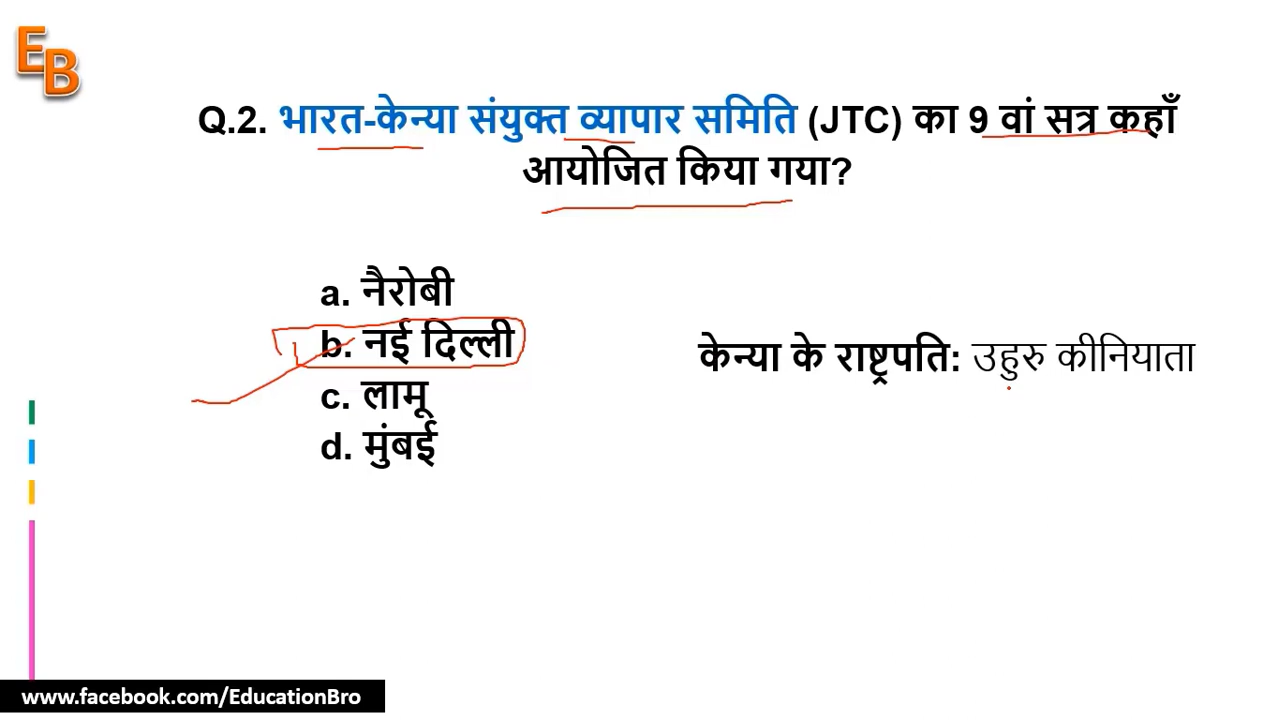 EB
Q.2. भारत-केन्या संयुक्त व्यापार समिति (JTC) का 9 वां सत्र कहाँ
आयोजित किया गया?
a. नैरोबी
b. नई दिल्ली
c. लामू
d. मुंबई
केन्या के राष्ट्रपति: उहुरु कीनियाता
www.facebook.com/EducationBro